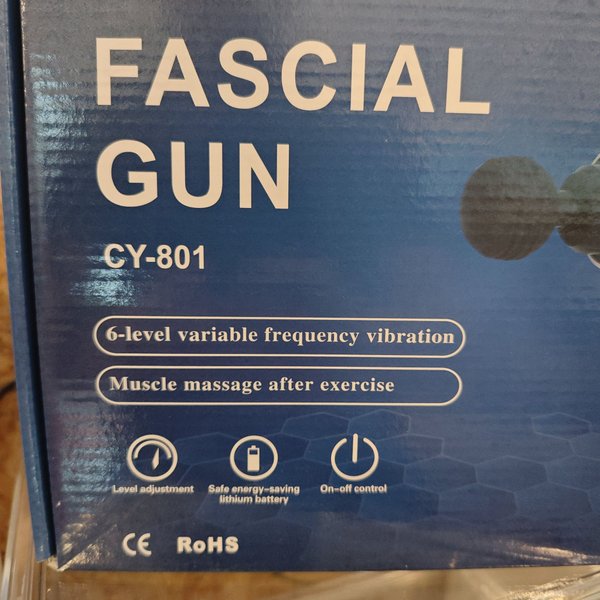 FASCIAL
GUN
CY-801
6-level variable frequency vibration
Muscle massage after exercise
Level adjustment
Safe energy-saving
lithium battery
On-off control
CE RoHS